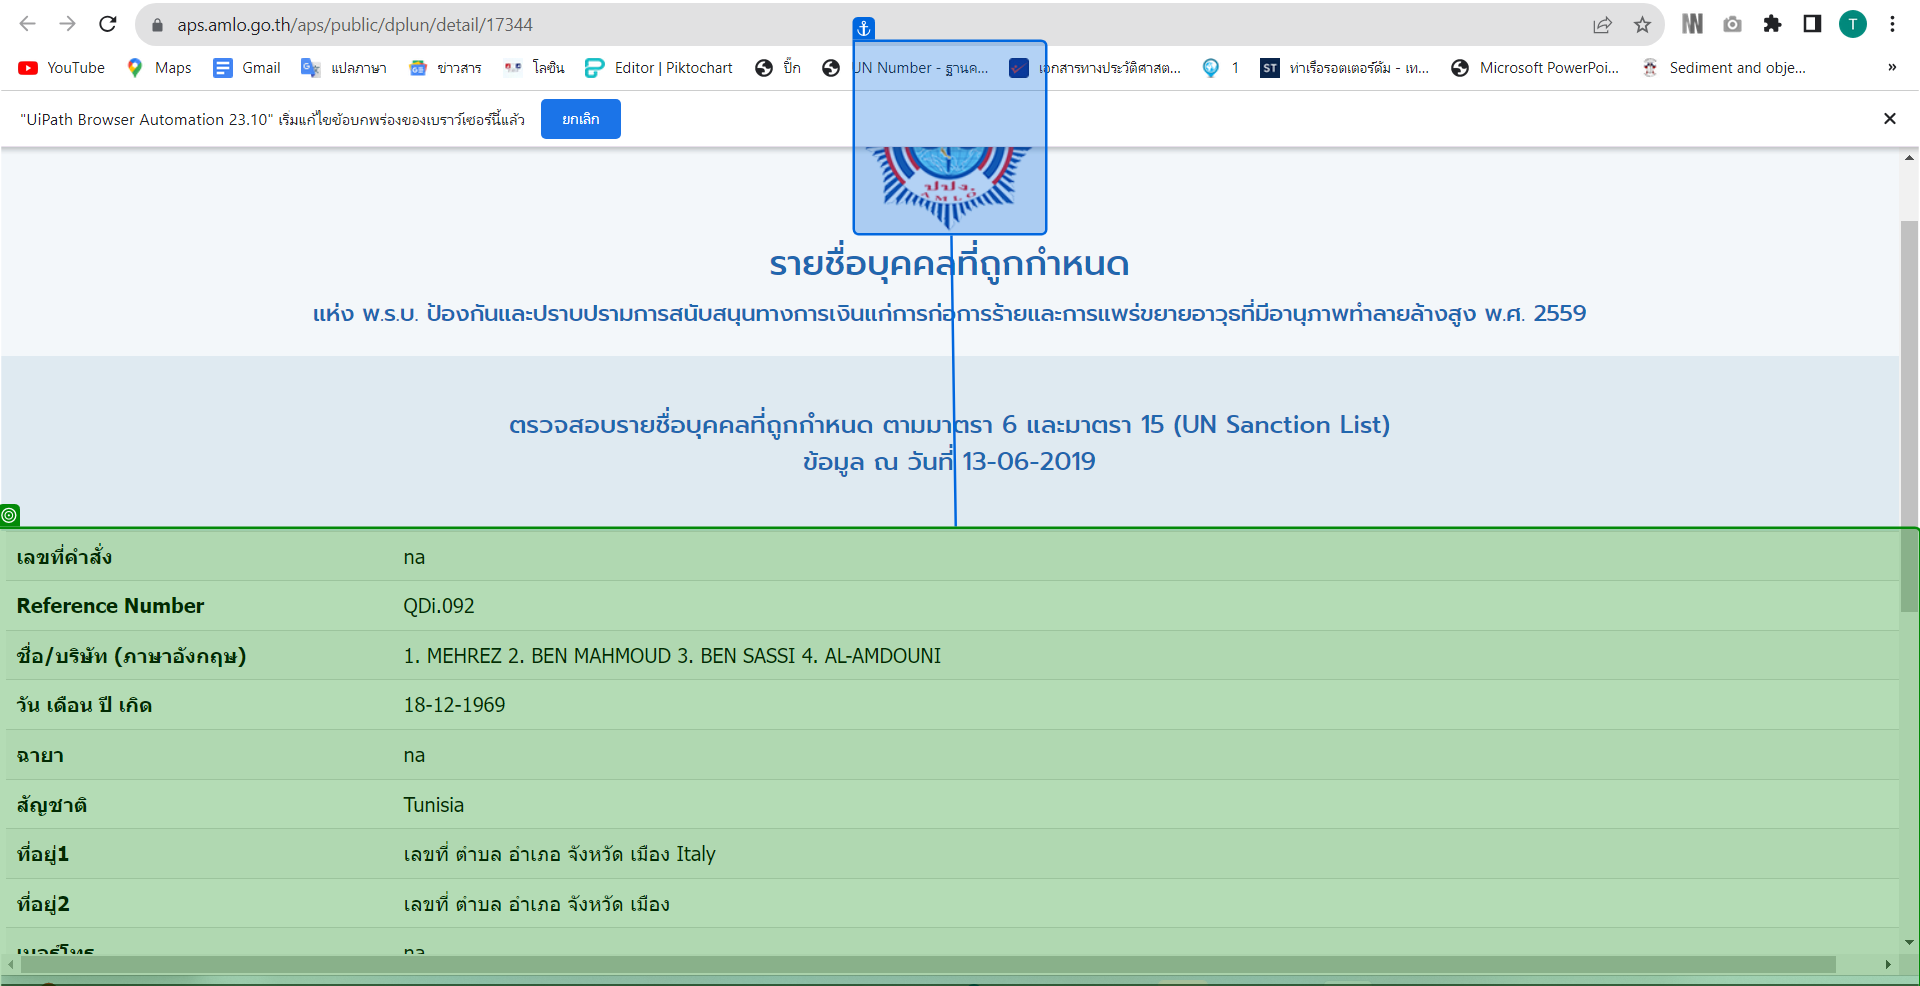 aps.amlo.go.th/aps/public/dplun/detail/17344
T
YouTube Maps Gmail แปลภาษา ข่าวสาร โลซิน Editor | Piktochart ปิ๊ก UN Number - ฐานค... เอกสารทางประวัติศาสต... 1 ST ท่าเรือรอตเตอร์ดัม - เท... Microsoft PowerPoi... Sediment and obje... »
"UiPath Browser Automation 23.10" เริ่มแก้ไขข้อบกพร่องของเบราว์เซอร์นี้แล้ว ยกเลิก
ปปง.
AMLO
รายชื่อบุคคลที่ถูกกำหนด
แห่ง พ.ร.บ. ป้องกันและปราบปรามการสนับสนุนทางการเงินแก่การก่อการร้ายและการแพร่ขยายอาวุธที่มีอานุภาพทำลายล้างสูง พ.ศ. 2559
ตรวจสอบรายชื่อบุคคลที่ถูกกำหนด ตามมาตรา 6 และมาตรา 15 (UN Sanction List)
ข้อมูล ณ วันที่ 13-06-2019
เลขที่คำสั่ง na
Reference Number QDi.092
ชื่อ/บริษัท (ภาษาอังกฤษ) 1. MEHREZ 2. BEN MAHMOUD 3. BEN SASSI 4. AL-AMDOUNI
วัน เดือน ปี เกิด 18-12-1969
ฉายา na
สัญชาติ Tunisia
ที่อยู่1 เลขที่ ตำบล อำเภอ จังหวัด เมือง Italy
ที่อยู่2 เลขที่ ตำบล อำเภอ จังหวัด เมือง
เบอร์โทร na